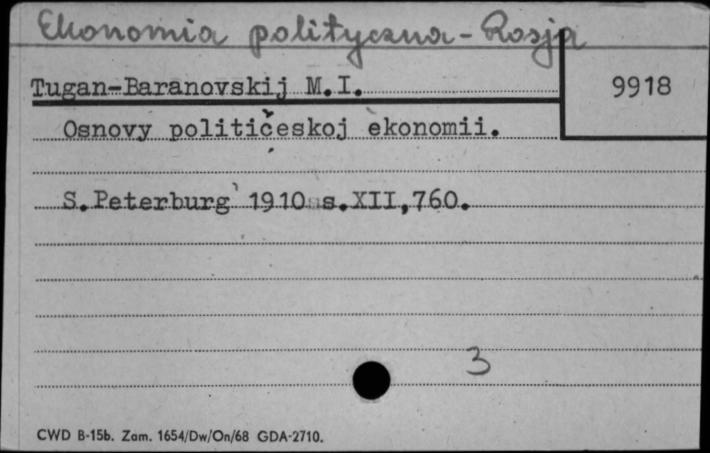 Ekonomia polityczna - Rosja
Tugan-Baranovskij M.I.
9918
Osnovy politićeskoj ekonomii.
S.Peterburg 1910 s.XII,760.
3
CWD B-15b. Zam. 1654/Dw/On/68 GDA-2710.